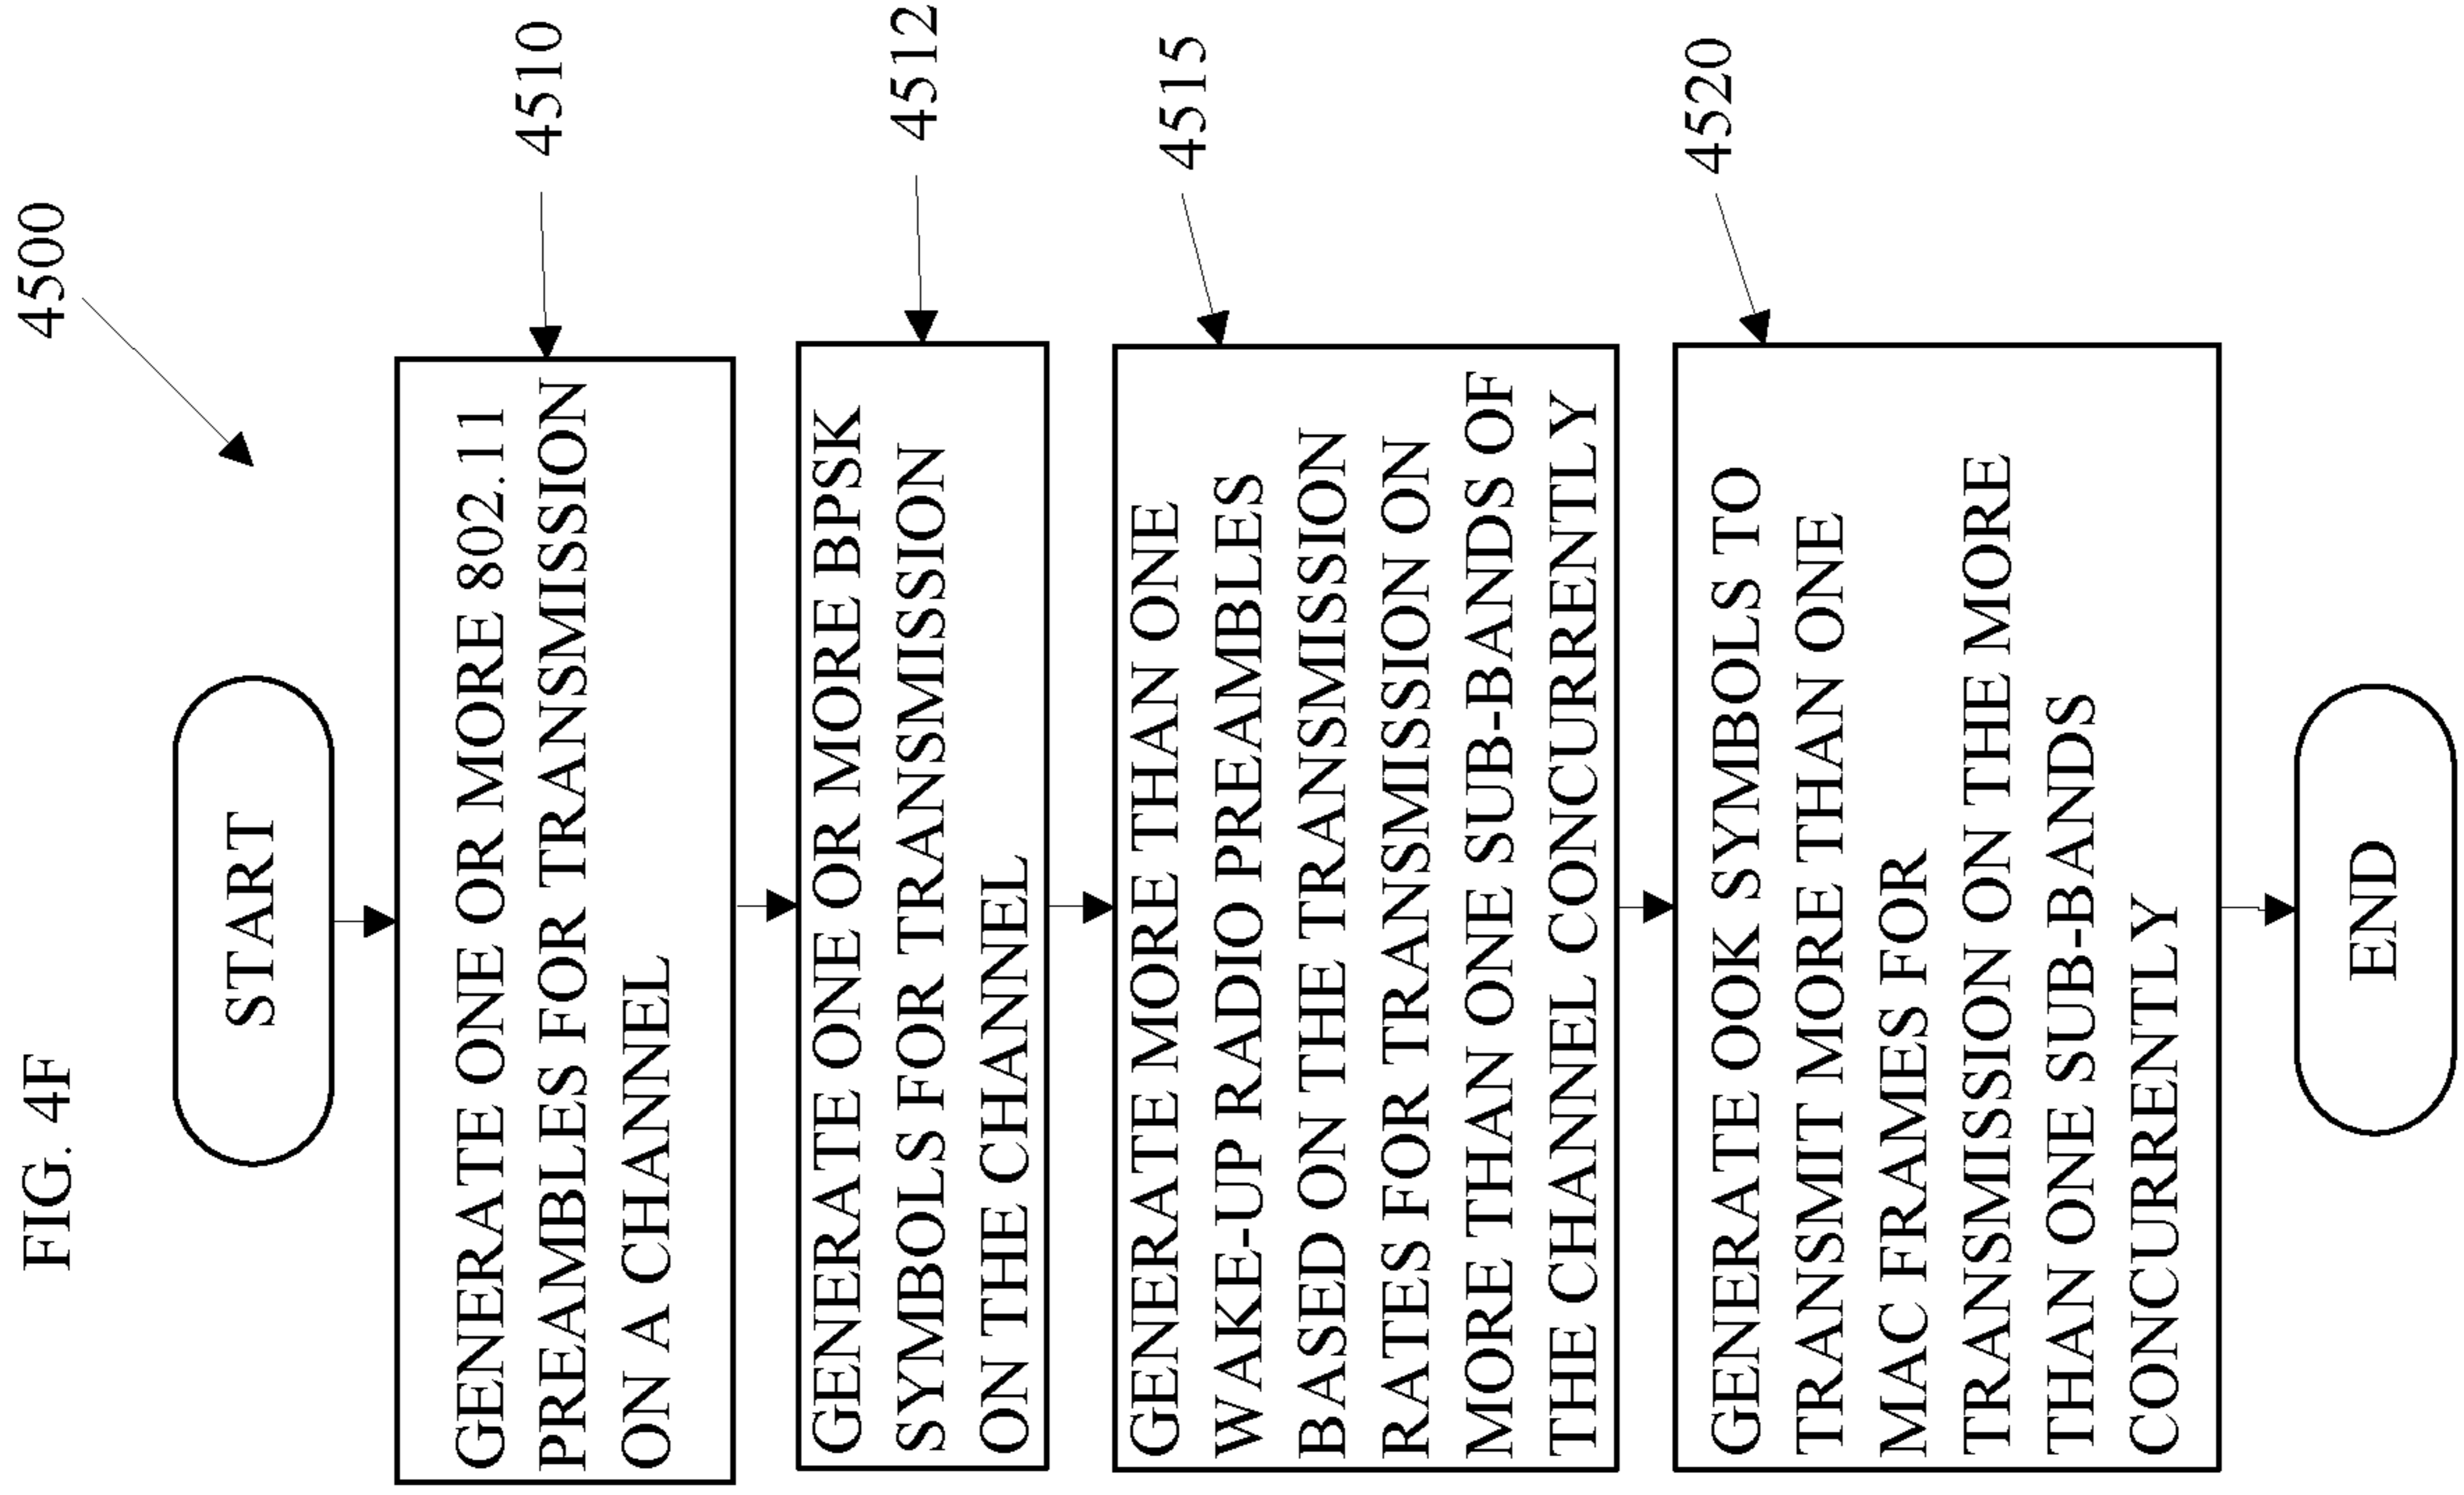 FIG. 4F
4500
START
GENERATE ONE OR MORE 802.11
PREAMBLES FOR TRANSMISSION
ON A CHANNEL
4510
GENERATE ONE OR MORE BPSK
SYMBOLS FOR TRANSMISSION
ON THE CHANNEL
4512
GENERATE MORE THAN ONE
WAKE-UP RADIO PREAMBLES
BASED ON THE TRANSMISSION
RATES FOR TRANSMISSION ON
MORE THAN ONE SUB-BANDS OF
THE CHANNEL CONCURRENTLY
4515
GENERATE OOK SYMBOLS TO
TRANSMIT MORE THAN ONE
MAC FRAMES FOR
TRANSMISSION ON THE MORE
THAN ONE SUB-BANDS
CONCURRENTLY
4520
END